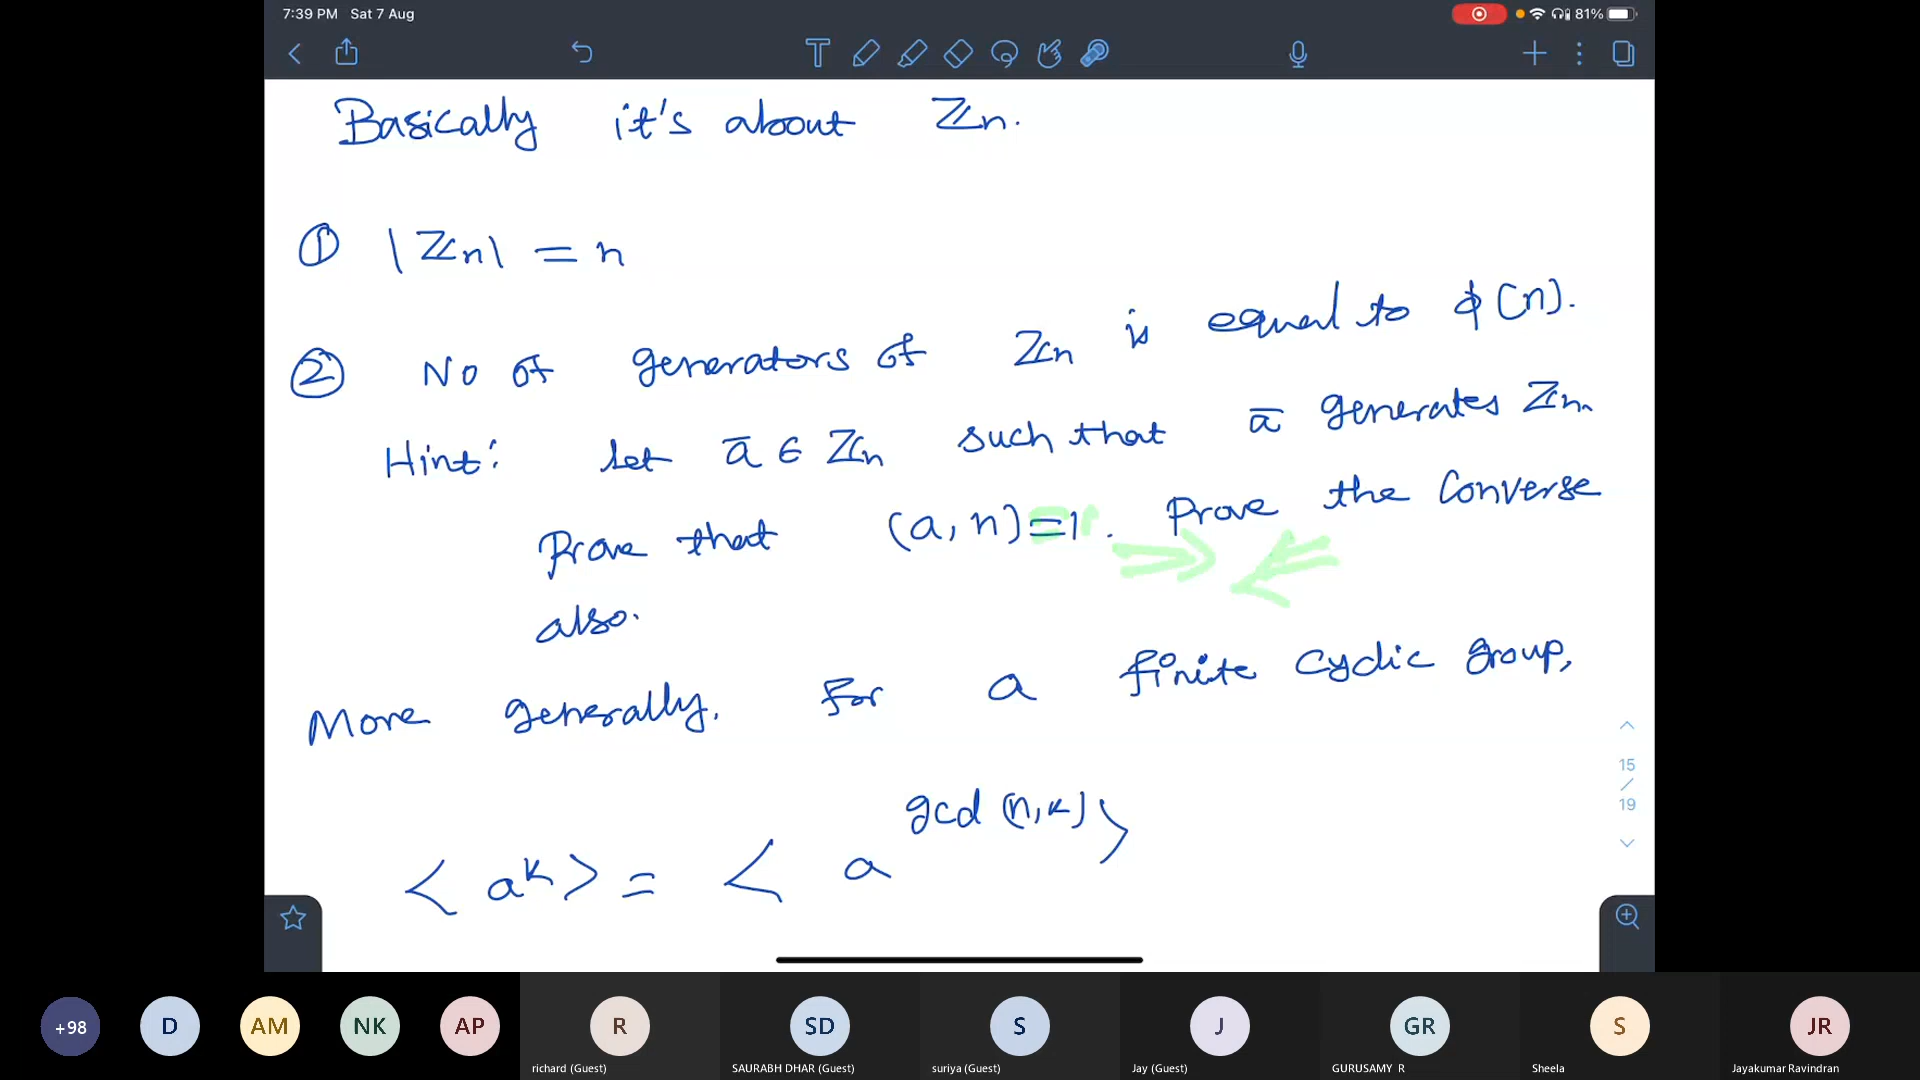 7:39 PM Sat 7 Aug
81%
Basically it's about ℤn.
① |ℤn| = n
② No of generators of ℤn is equal to ϕ(n).
Hint: Let a̅ ∈ ℤn such that a̅ generates ℤn
Prove that (a, n) = 1. Prove the Converse
also.
More generally, for a finite cyclic group,
< aᵏ > = < a^gcd (n,k) >
15
/
19
+98
D
AM
NK
AP
R
SD
S
J
GR
S
JR
richard (Guest)
SAURABH DHAR (Guest)
suriya (Guest)
Jay (Guest)
GURUSAMY R
Sheela
Jayakumar Ravindran